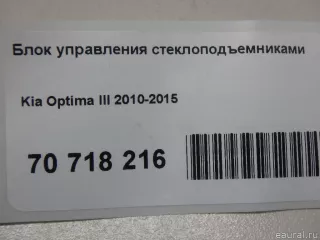 Блок управления стеклоподъемниками
Kia Optima III 2010-2015
70 718 216
eaural.ru